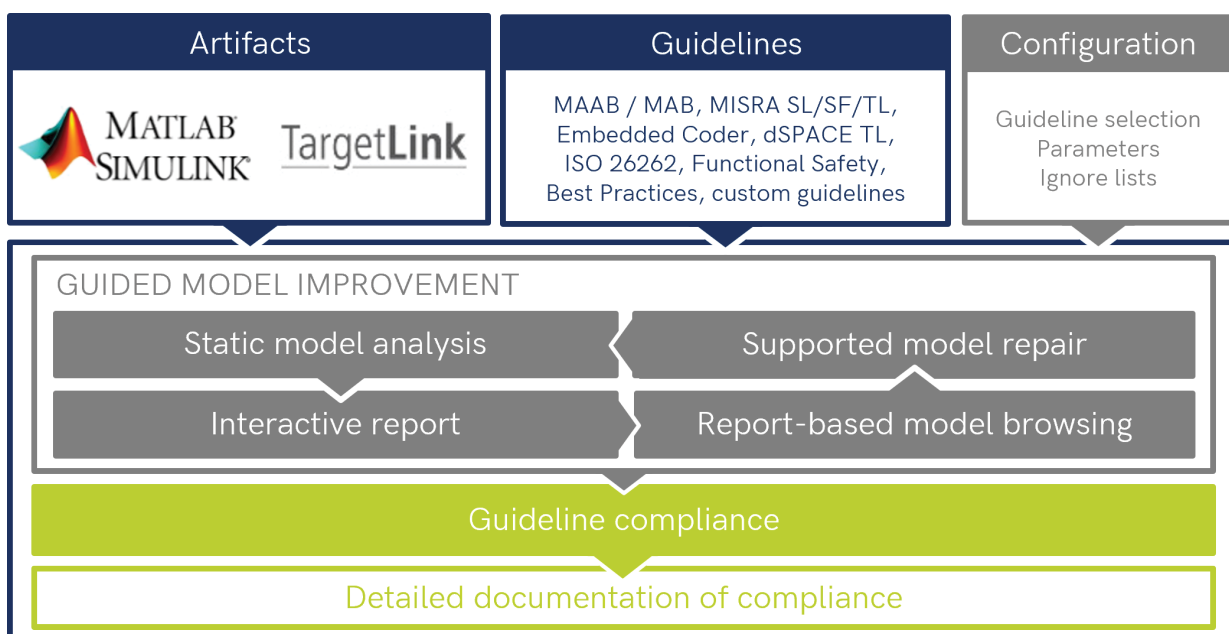 Artifacts
MATLAB®
SIMULINK®
TargetLink
Guidelines
MAAB / MAB, MISRA SL/SF/TL,
Embedded Coder, dSPACE TL,
ISO 26262, Functional Safety,
Best Practices, custom guidelines
Configuration
Guideline selection
Parameters
Ignore lists
GUIDED MODEL IMPROVEMENT
Static model analysis
Supported model repair
Interactive report
Report-based model browsing
Guideline compliance
Detailed documentation of compliance